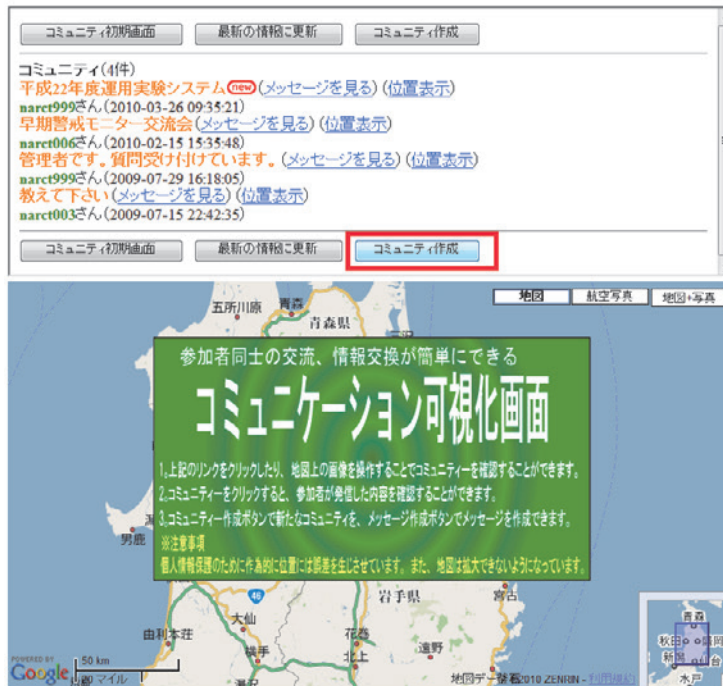 コミュニティ初期画面 最新の情報に更新 コミュニティ作成
コミュニティ(4件)
平成22年度運用実験システム new (メッセージを見る) (位置表示)
narct999さん(2010-03-26 09:35:21)
早期警戒モニター交流会(メッセージを見る) (位置表示)
narct006さん(2010-02-15 15:35:48)
管理者です。質問受け付けています。(メッセージを見る) (位置表示)
narct999さん(2009-07-29 16:18:05)
教えて下さい(メッセージを見る) (位置表示)
narct003さん(2009-07-15 22:42:35)
コミュニティ初期画面 最新の情報に更新 コミュニティ作成
地図 航空写真 地図+写真
五所川原 青森
青森県
参加者同士の交流、情報交換が簡単にできる
コミュニケーション可視化画面
1。上記のリンクをクリックしたり、地図上の画像を操作することでコミュニティーを確認することができます。
2。コミュニティーをクリックすると、参加者が発信した内容を確認することができます。
3。コミュニティー作成ボタンで新たなコミュニティを、メッセージ作成ボタンでメッセージを作成できます。
※注意事項
個人情報保護のために作為的に位置には誤差を生じさせています。また、地図は拡大できないようになっています。
男鹿
46
岩手県 宮古
大仙
由利本荘 花巻
横手 遠野
北上
青森
秋田 盛岡
新潟 仙台
水戸
POWERED BY
Google
50 km
20 マイル
湯沢
地図データ ©2010 ZENRIN - 利用規約